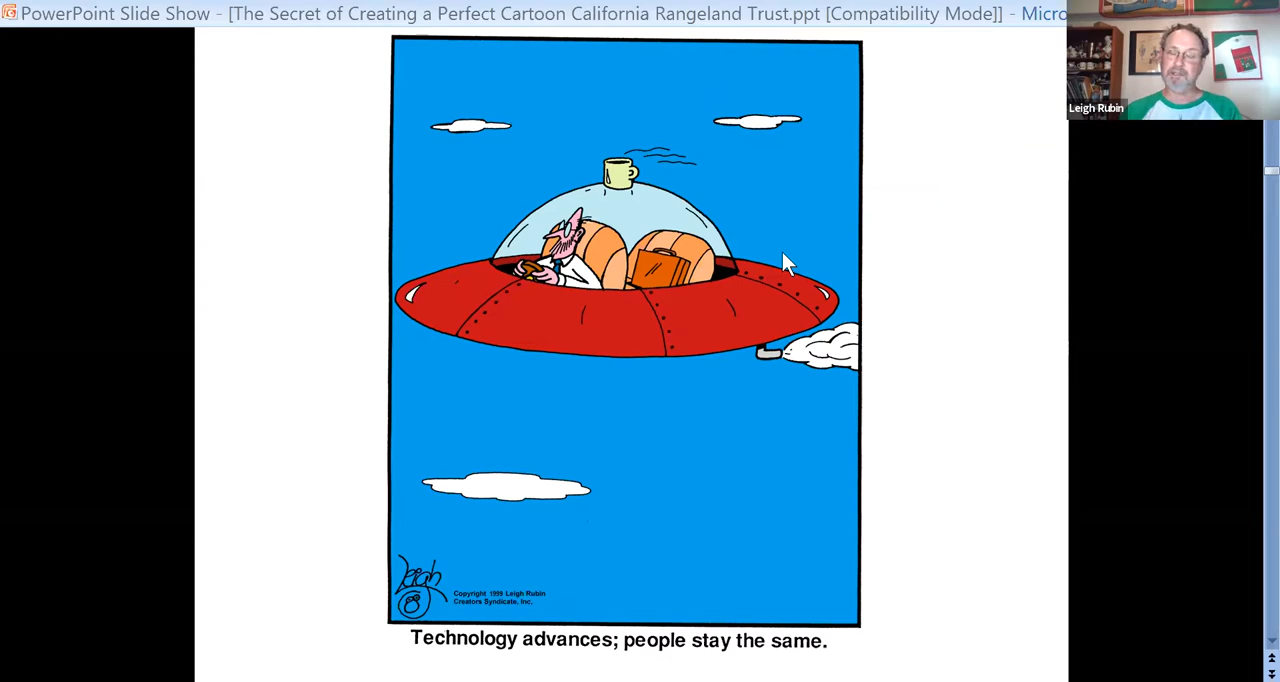 PowerPoint Slide Show - [The Secret of Creating a Perfect Cartoon California Rangeland Trust.ppt [Compatibility Mode]] - Micro
Leigh Rubin
Leigh
Copyright 1999 Leigh Rubin
Creators Syndicate, Inc.
Technology advances; people stay the same.